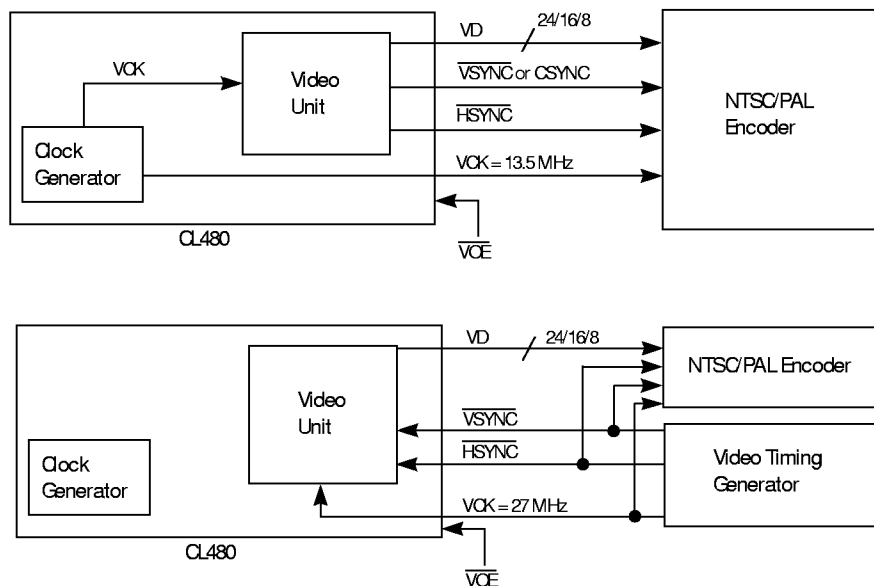 VD 24/16/8
VCK
Video
Unit
VSYNC or CSYNC
HSYNC
NTSC/PAL
Encoder
Clock
Generator
VCK = 13.5 MHz
CL480
VOE
VD 24/16/8
NTSC/PAL Encoder
Video
Unit
VSYNC
HSYNC
Clock
Generator
Video Timing
Generator
VCK = 27 MHz
CL480
VOE